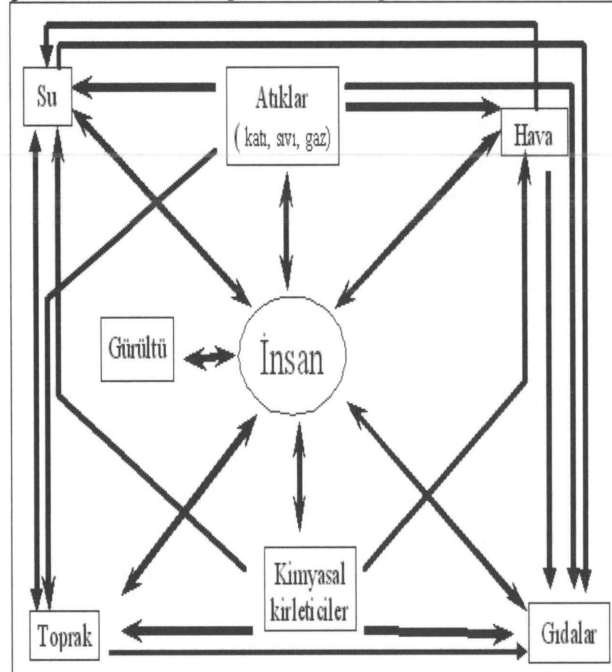 Su
Atıklar
( katı, sıvı, gaz)
Hava
Gürültü
İnsan
Kimyasal
kirleticiler
Toprak
Gıdalar